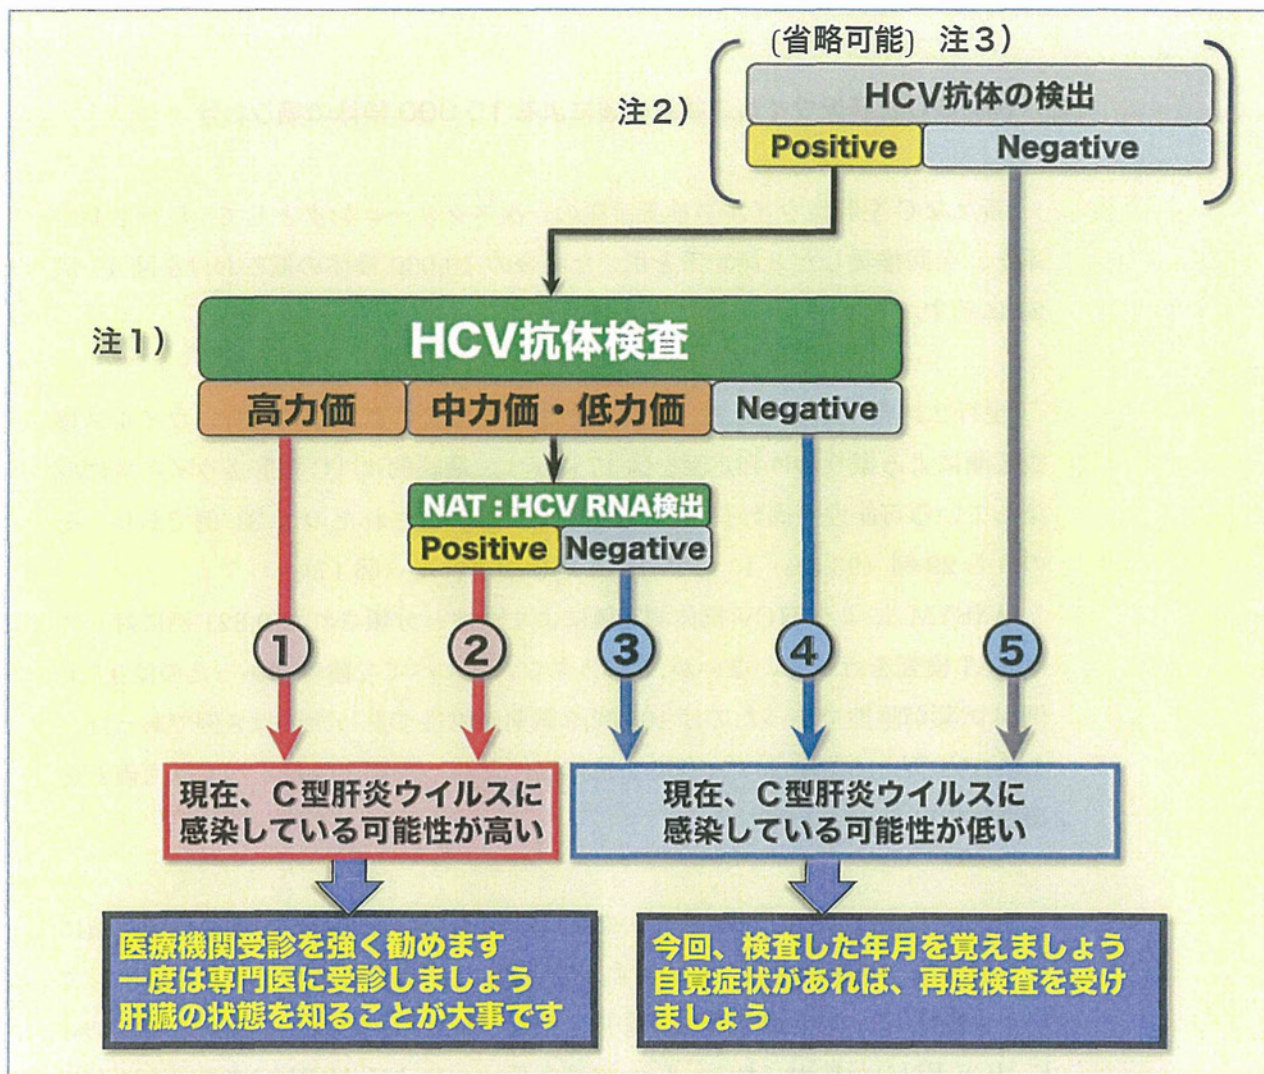 (省略可能) 注3)
注2)
HCV抗体の検出
Positive
Negative
注1)
HCV抗体検査
高力価
中力価・低力価
Negative
NAT : HCV RNA検出
Positive
Negative
①
②
③
④
⑤
現在、C型肝炎ウイルスに
感染している可能性が高い
現在、C型肝炎ウイルスに
感染している可能性が低い
医療機関受診を強く勧めます
一度は専門医に受診しましょう
肝臓の状態を知ることが大事です
今回、検査した年月を覚えましょう
自覚症状があれば、再度検査を受け
ましょう